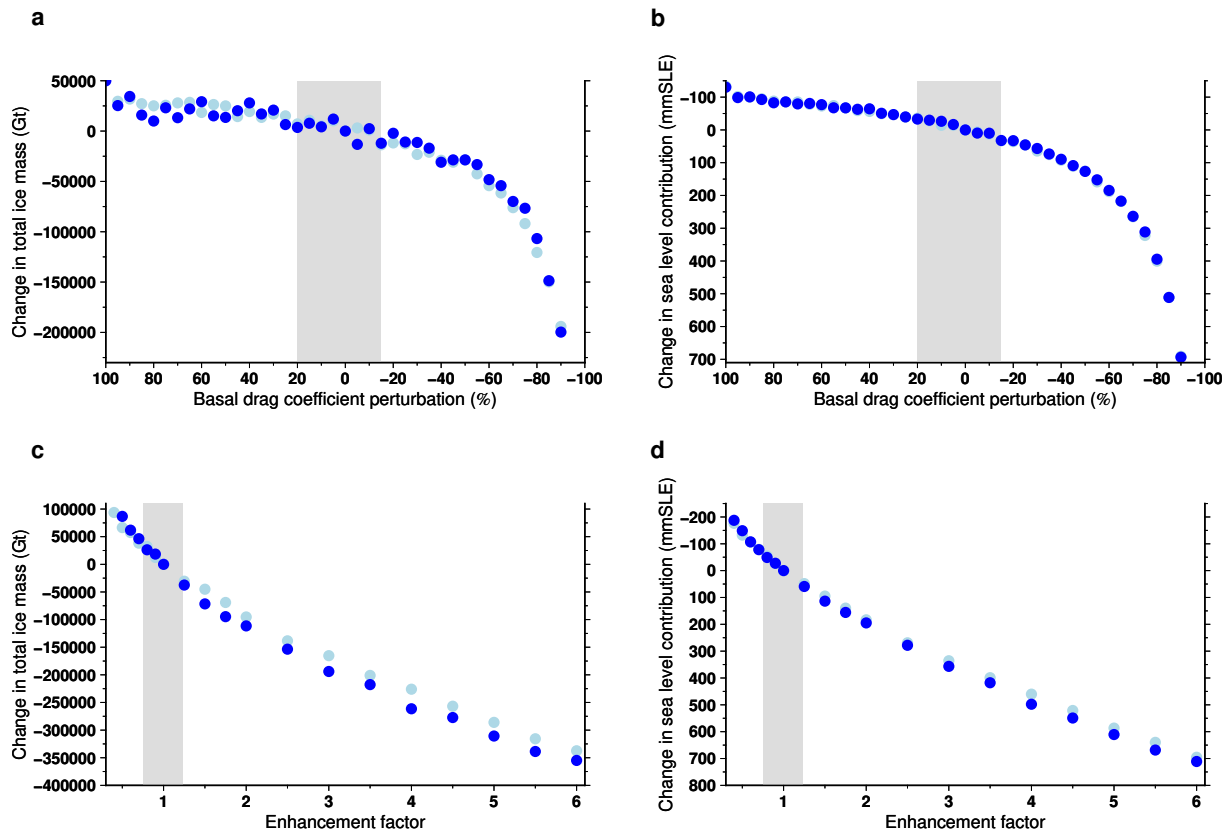 a
50000
0
−50000
−100000
−150000
−200000
Change in total ice mass (Gt)
100 80 60 40 20 0 −20 −40 −60 −80 −100
Basal drag coefficient perturbation (%)
b
−100
0
100
200
300
400
500
600
700
Change in sea level contribution (mmSLE)
100 80 60 40 20 0 −20 −40 −60 −80 −100
Basal drag coefficient perturbation (%)
c
100000
50000
0
−50000
−100000
−150000
−200000
−250000
−300000
−350000
−400000
Change in total ice mass (Gt)
1 2 3 4 5 6
Enhancement factor
d
−200
−100
0
100
200
300
400
500
600
700
800
Change in sea level contribution (mmSLE)
1 2 3 4 5 6
Enhancement factor